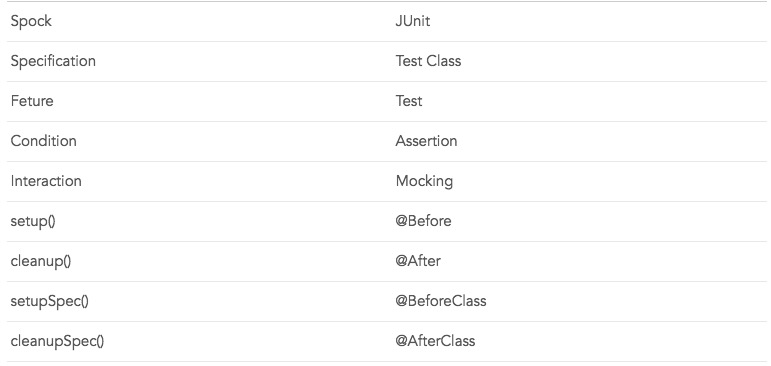 Spock JUnit
Specification Test Class
Feture Test
Condition Assertion
Interaction Mocking
setup() @Before
cleanup() @After
setupSpec() @BeforeClass
cleanupSpec() @AfterClass